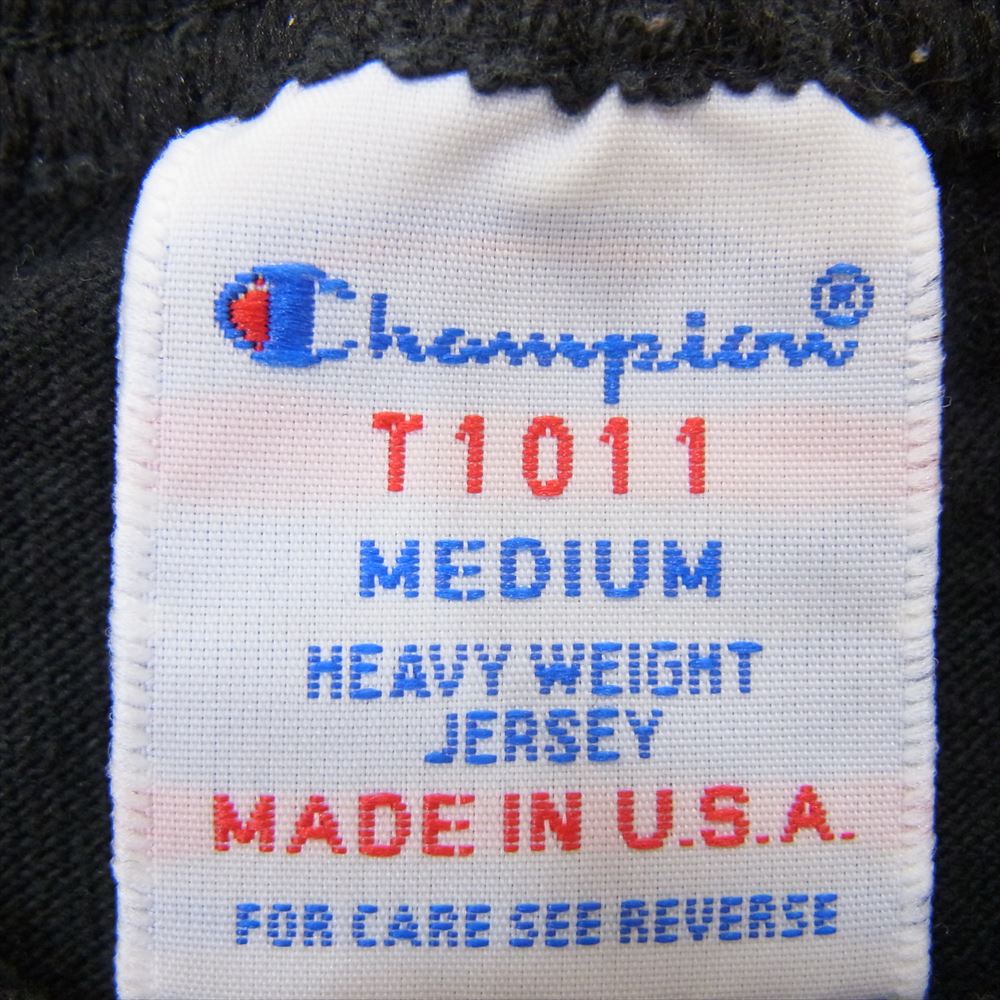 Champion®
T1011
MEDIUM
HEAVY WEIGHT
JERSEY
MADE IN U.S.A.
FOR CARE SEE REVERSE